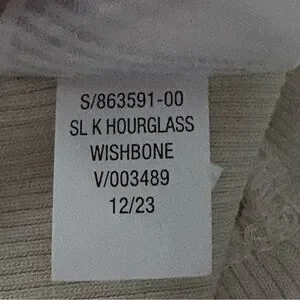 S/863591-00
SL K HOURGLASS
WISHBONE
V/003489
12/23